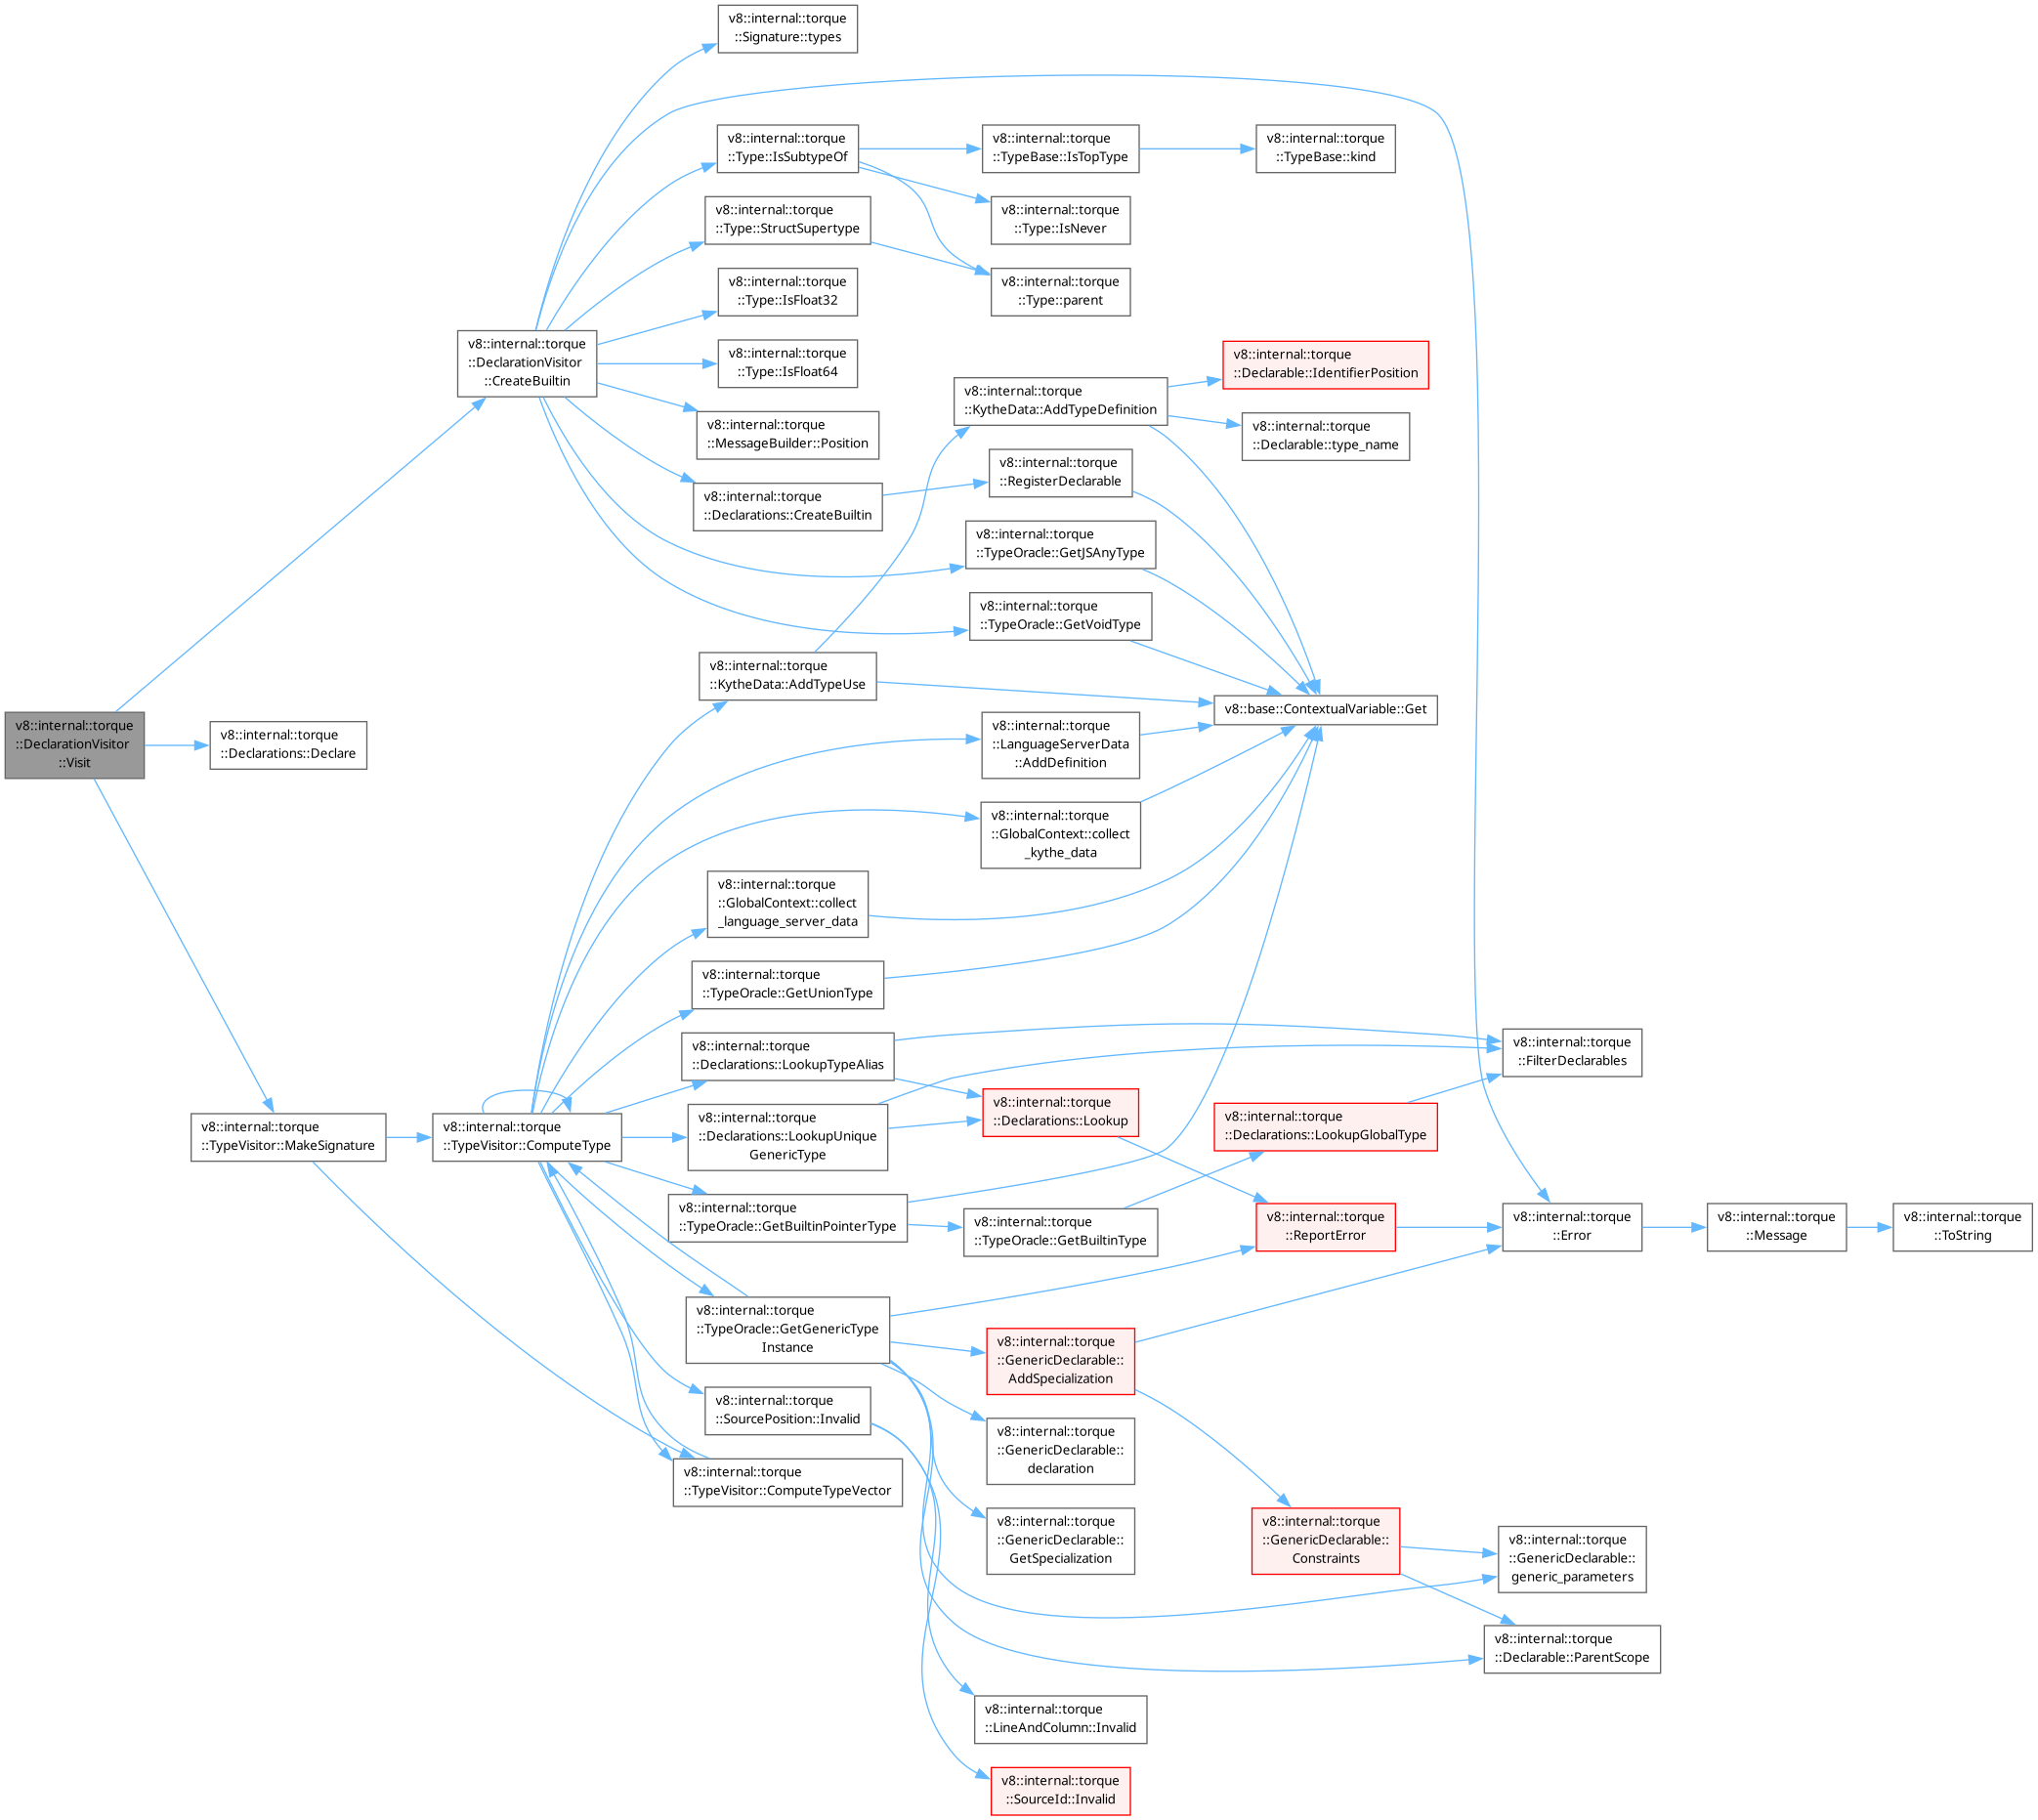 v8::internal::torque
::Signature::types
v8::internal::torque
::Type::IsSubtypeOf
v8::internal::torque
::TypeBase::IsTopType
v8::internal::torque
::TypeBase::kind
v8::internal::torque
::Type::StructSupertype
v8::internal::torque
::Type::IsNever
v8::internal::torque
::Type::IsFloat32
v8::internal::torque
::Type::parent
v8::internal::torque
::DeclarationVisitor
::CreateBuiltin
v8::internal::torque
::Type::IsFloat64
v8::internal::torque
::Declarable::IdentifierPosition
v8::internal::torque
::KytheData::AddTypeDefinition
v8::internal::torque
::MessageBuilder::Position
v8::internal::torque
::Declarable::type_name
v8::internal::torque
::RegisterDeclarable
v8::internal::torque
::Declarations::CreateBuiltin
v8::internal::torque
::TypeOracle::GetJSAnyType
v8::internal::torque
::TypeOracle::GetVoidType
v8::internal::torque
::KytheData::AddTypeUse
v8::base::ContextualVariable::Get
v8::internal::torque
::DeclarationVisitor
::Visit
v8::internal::torque
::Declarations::Declare
v8::internal::torque
::LanguageServerData
::AddDefinition
v8::internal::torque
::GlobalContext::collect
_kythe_data
v8::internal::torque
::GlobalContext::collect
_language_server_data
v8::internal::torque
::TypeOracle::GetUnionType
v8::internal::torque
::Declarations::LookupTypeAlias
v8::internal::torque
::FilterDeclarables
v8::internal::torque
::TypeVisitor::MakeSignature
v8::internal::torque
::TypeVisitor::ComputeType
v8::internal::torque
::Declarations::LookupUnique
GenericType
v8::internal::torque
::Declarations::Lookup
v8::internal::torque
::Declarations::LookupGlobalType
v8::internal::torque
::TypeOracle::GetBuiltinPointerType
v8::internal::torque
::TypeOracle::GetBuiltinType
v8::internal::torque
::ReportError
v8::internal::torque
::Error
v8::internal::torque
::Message
v8::internal::torque
::ToString
v8::internal::torque
::TypeOracle::GetGenericType
Instance
v8::internal::torque
::GenericDeclarable::
AddSpecialization
v8::internal::torque
::SourcePosition::Invalid
v8::internal::torque
::GenericDeclarable::
declaration
v8::internal::torque
::TypeVisitor::ComputeTypeVector
v8::internal::torque
::GenericDeclarable::
GetSpecialization
v8::internal::torque
::GenericDeclarable::
Constraints
v8::internal::torque
::GenericDeclarable::
generic_parameters
v8::internal::torque
::Declarable::ParentScope
v8::internal::torque
::LineAndColumn::Invalid
v8::internal::torque
::SourceId::Invalid